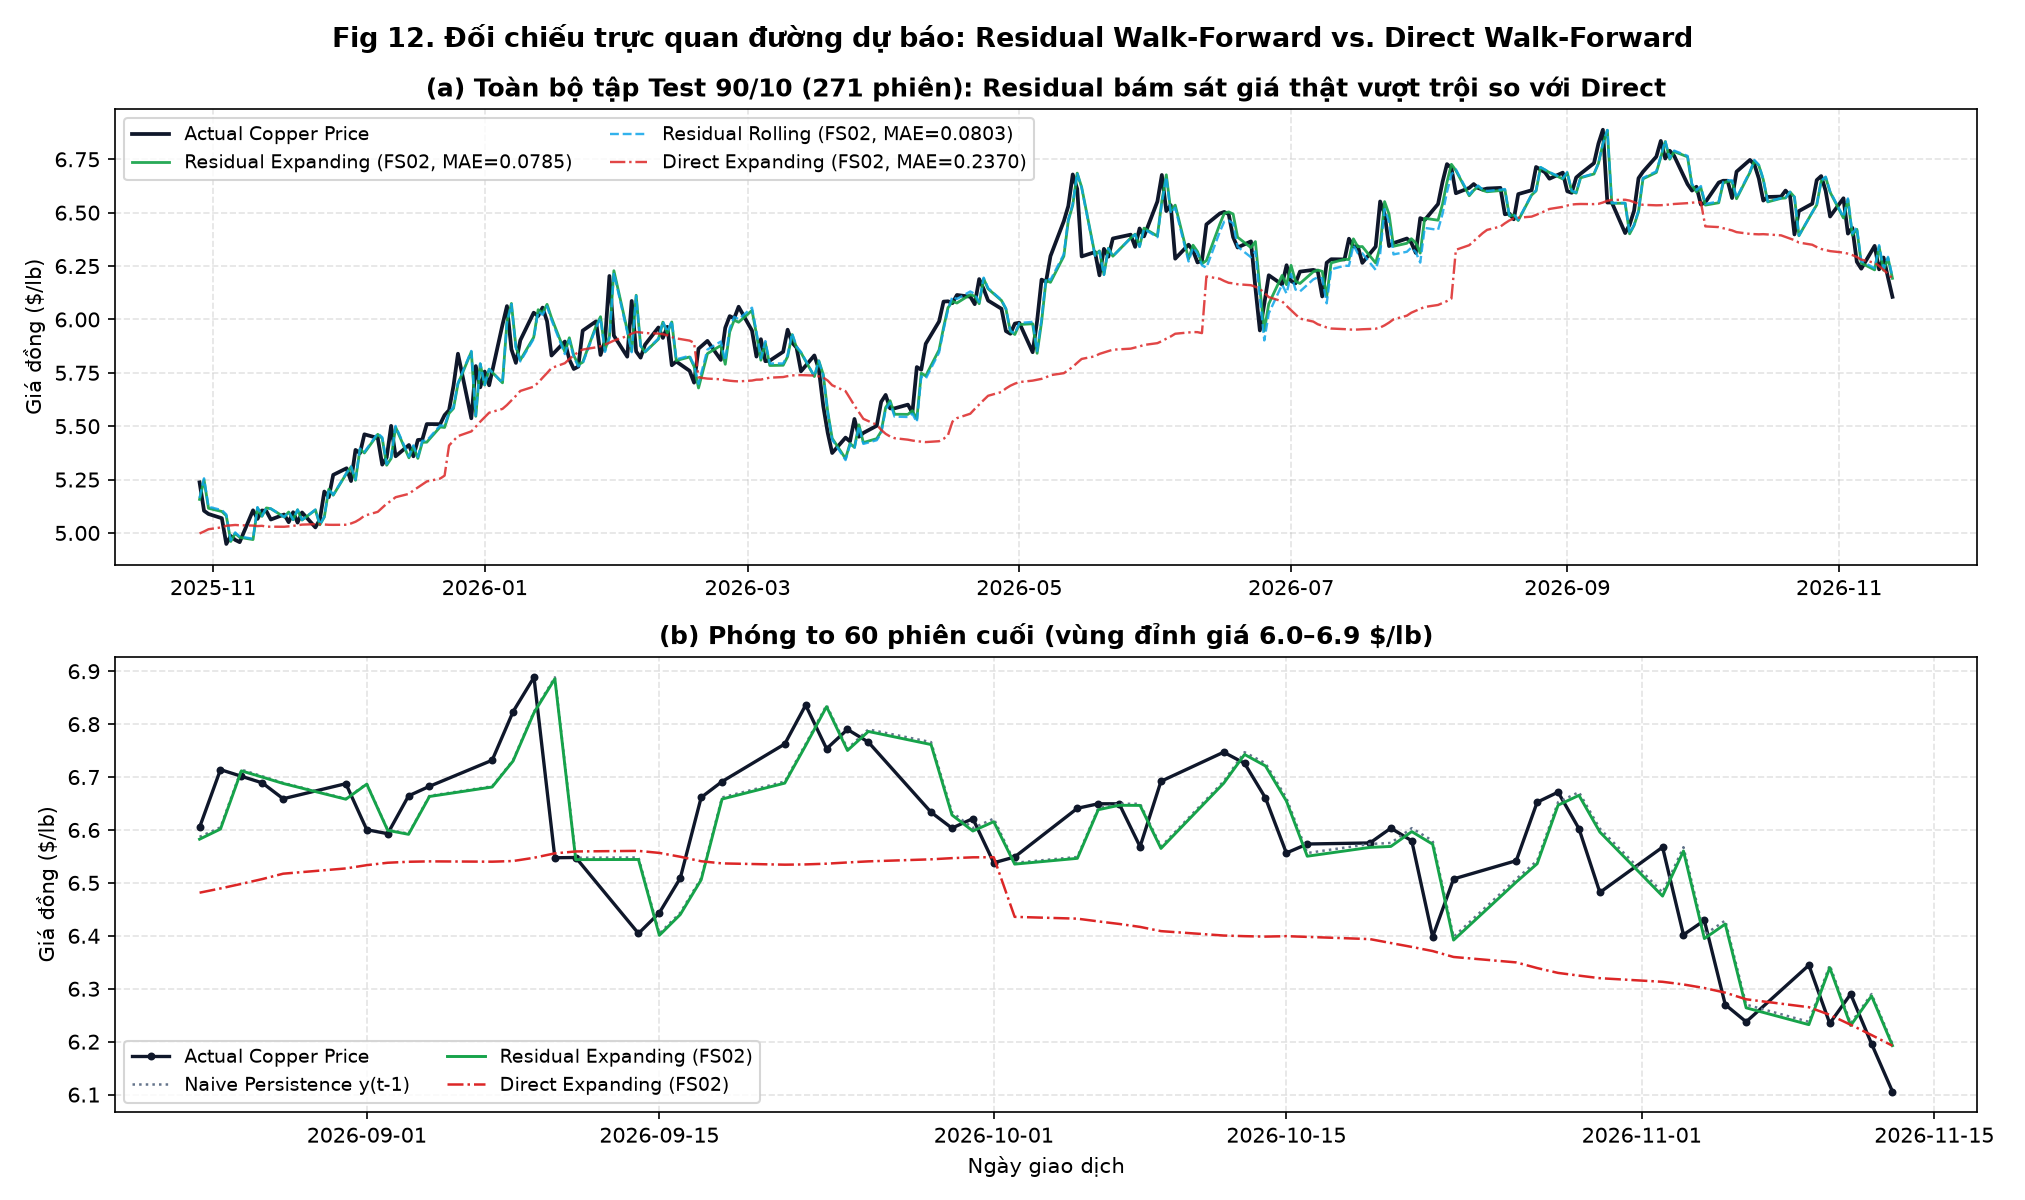 Fig 12. Đối chiếu trực quan đường dự báo: Residual Walk-Forward vs. Direct Walk-Forward
(a) Toàn bộ tập Test 90/10 (271 phiên): Residual bám sát giá thật vượt trội so với Direct
Actual Copper Price
Residual Expanding (FS02, MAE=0.0785)
Residual Rolling (FS02, MAE=0.0803)
Direct Expanding (FS02, MAE=0.2370)
Giá đồng ($/lb)
6.75
6.50
6.25
6.00
5.75
5.50
5.25
5.00
2025-11
2026-01
2026-03
2026-05
2026-07
2026-09
2026-11
(b) Phóng to 60 phiên cuối (vùng đỉnh giá 6.0–6.9 $/lb)
Giá đồng ($/lb)
6.9
6.8
6.7
6.6
6.5
6.4
6.3
6.2
6.1
Actual Copper Price
Naive Persistence y(t-1)
Residual Expanding (FS02)
Direct Expanding (FS02)
2026-09-01
2026-09-15
2026-10-01
2026-10-15
2026-11-01
2026-11-15
Ngày giao dịch